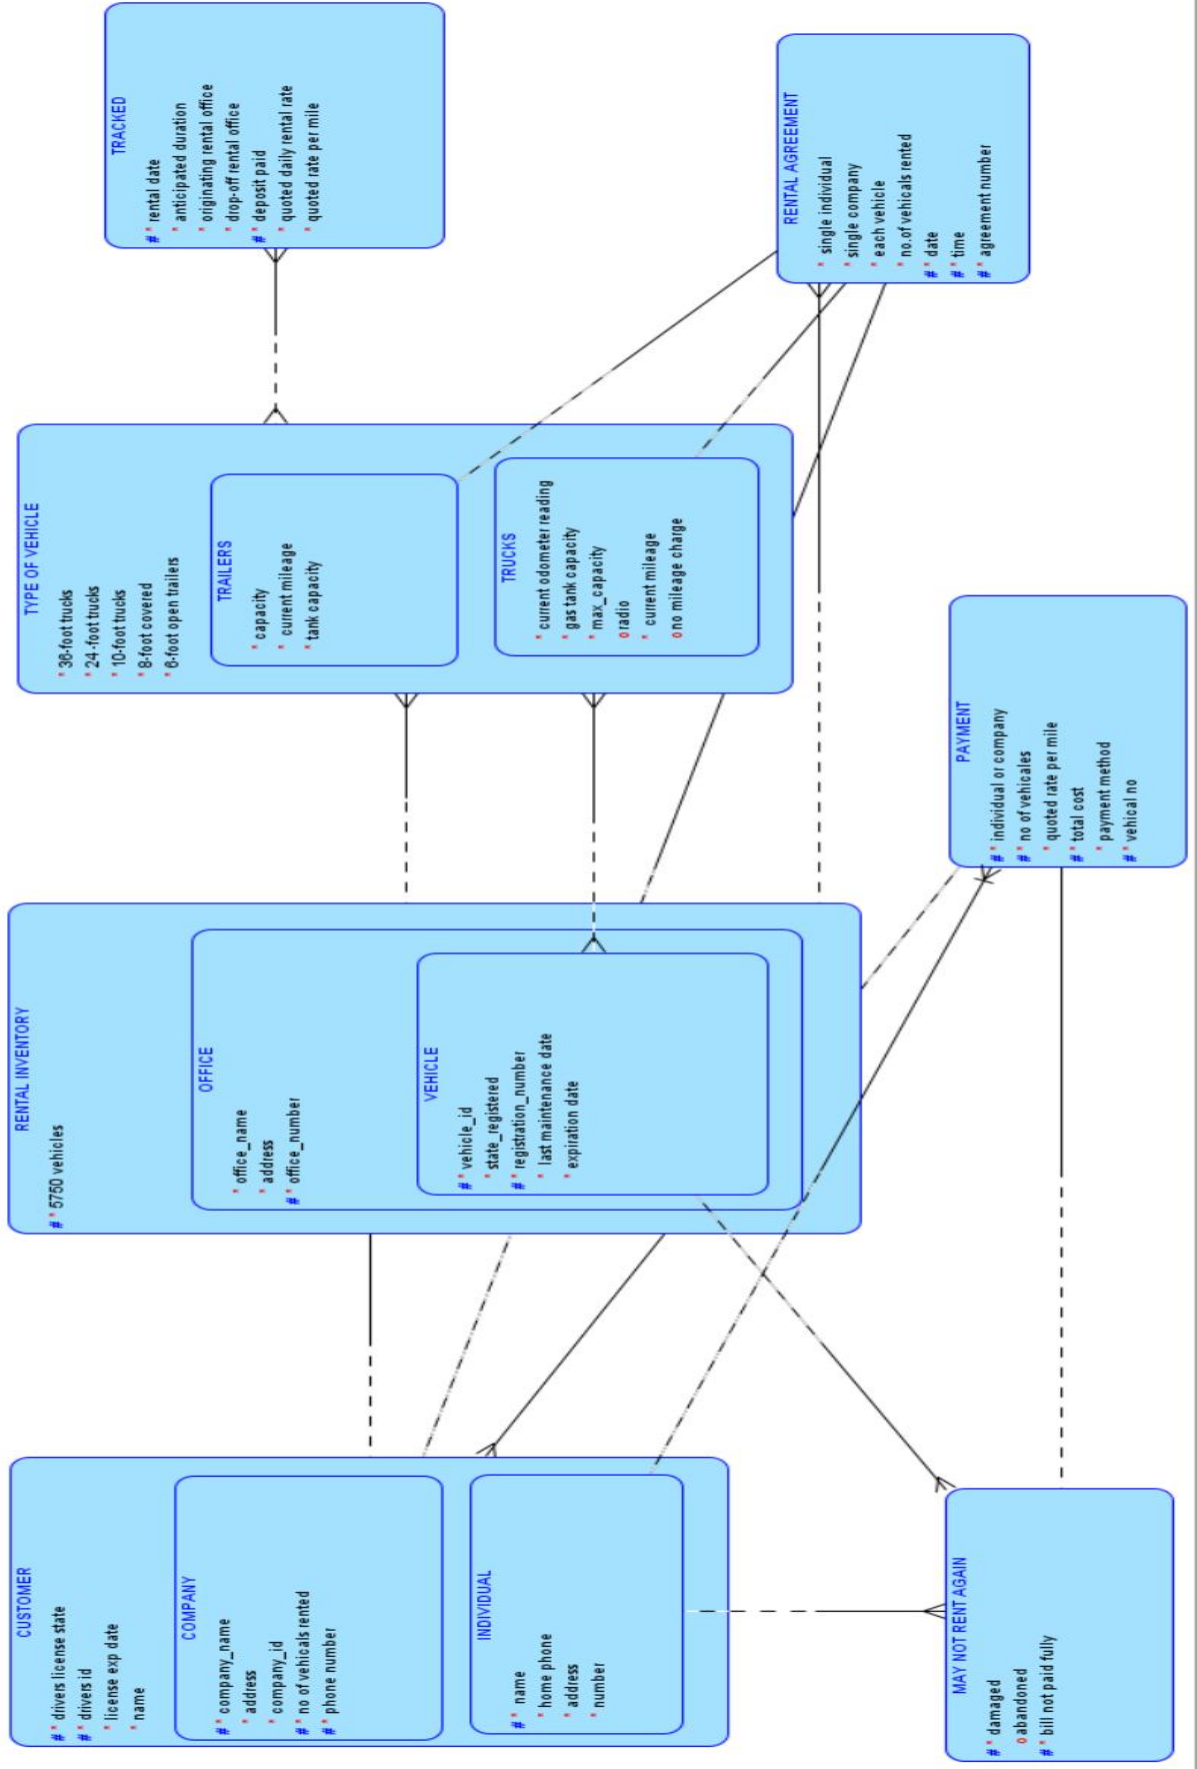 CUSTOMER
#* drivers license state
#* drivers id
* license exp date
* name
COMPANY
#* company_name
* address
* company_id
#* no of vehicals rented
#* phone number
INDIVIDUAL
#* name
* home phone
* address
* number
MAY NOT RENT AGAIN
#* damaged
o abandoned
#* bill not paid fully
RENTAL INVENTORY
#* 5750 vehicles
OFFICE
* office_name
* address
#* office_number
VEHICLE
#* vehicle_id
* state_registered
#* registration_number
* last maintenance date
* expiration date
PAYMENT
#* individual or company
#* no of vehicales
* quoted rate per mile
#* total cost
* payment method
#* vehical no
TYPE OF VEHICLE
* 36-foot trucks
* 24-foot trucks
* 10-foot trucks
* 8-foot covered
* 6-foot open trailers
TRAILERS
* capacity
* current mileage
* tank capacity
TRUCKS
* current odometer reading
* gas tank capacity
* max_capacity
o radio
* current mileage
o no mileage charge
TRACKED
#* rental date
* anticipated duration
* originating rental office
* drop-off rental office
#* deposit paid
* quoted daily rental rate
* quoted rate per mile
RENTAL AGREEMENT
* single individual
* single company
* each vehicle
* no.of vehicals rented
#* date
#* time
#* agreement number